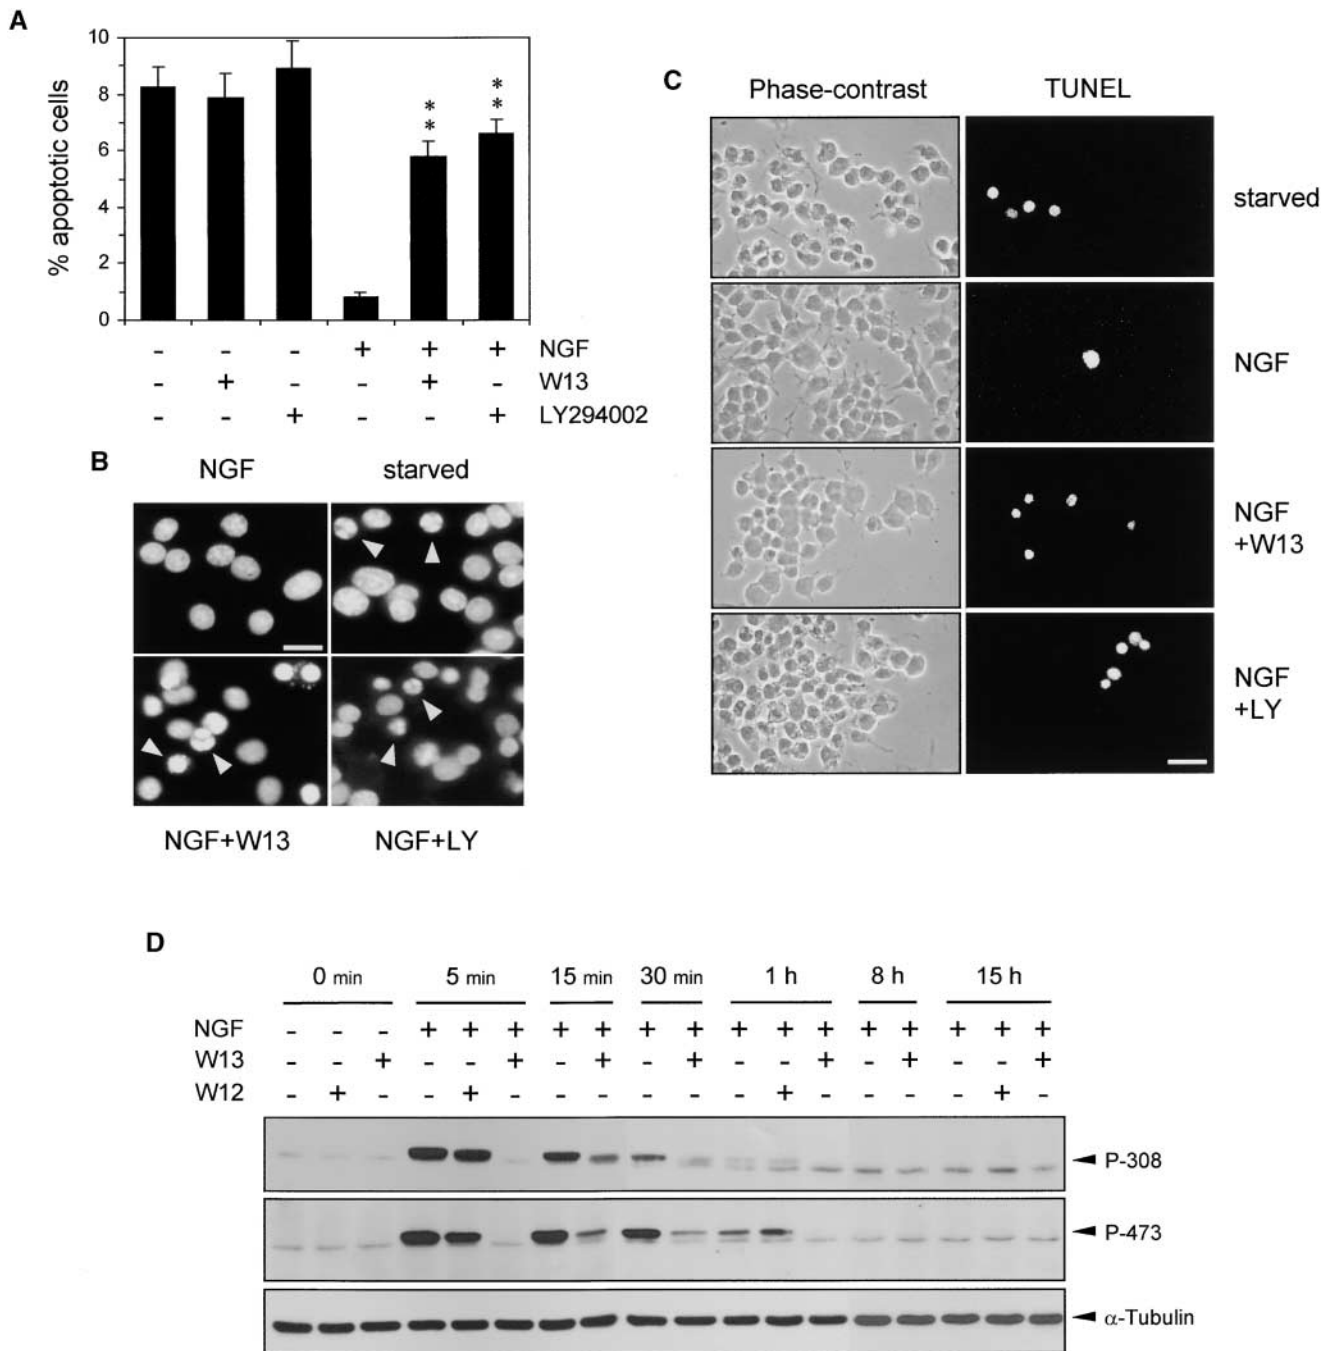 A
10
8
6
4
2
0
% apoptotic cells
** **
- - - + + + NGF
- + - - + - W13
- - + - - + LY294002
B
NGF starved
NGF+W13 NGF+LY
C
Phase-contrast TUNEL
starved
NGF
NGF
+W13
NGF
+LY
D
0 min 5 min 15 min 30 min 1 h 8 h 15 h
NGF - - - + + + + + + + + + + + + + + +
W13 - - + - - + - + - + - - + - + - - +
W12 - + - - + - - - - - - + - - - - + -
P-308
P-473
α-Tubulin